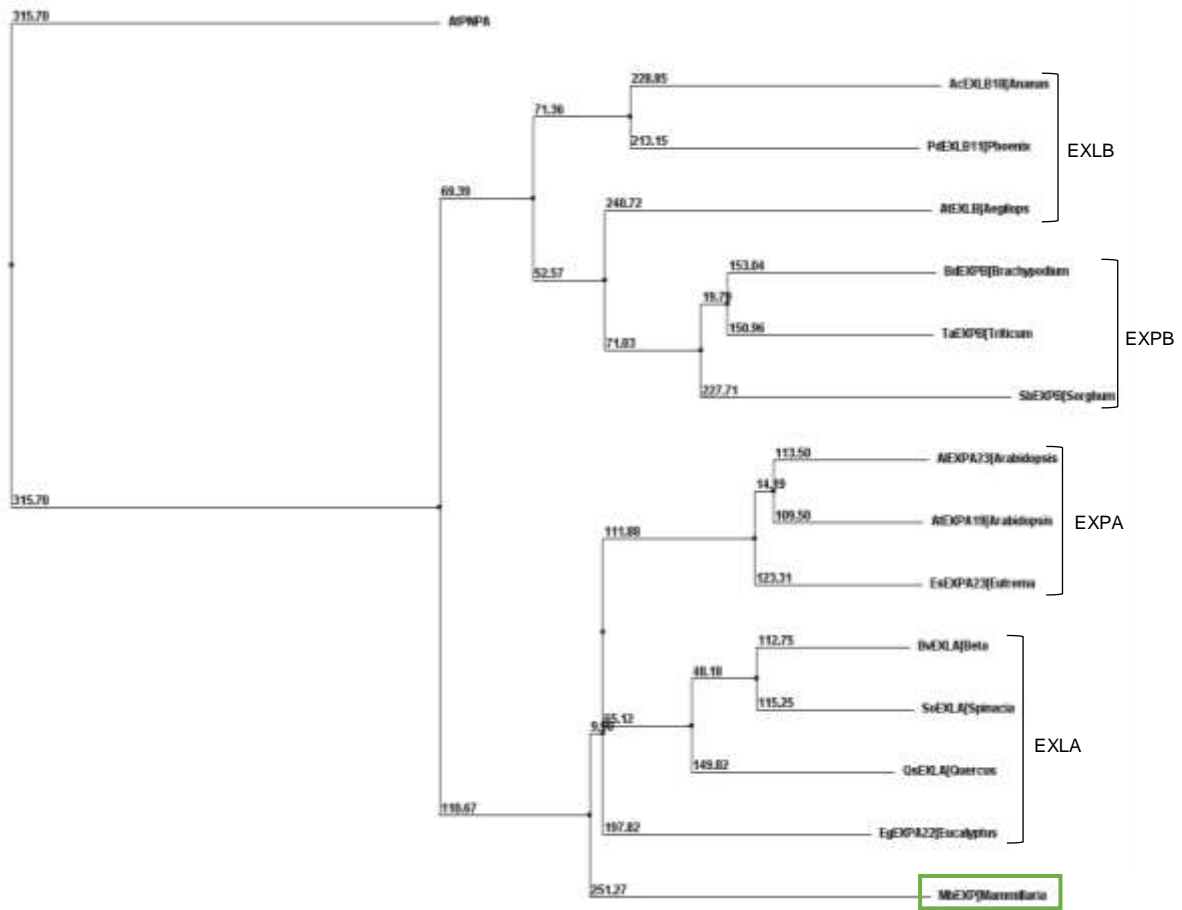 315.70
AtPNPA
228.85
AcEXLB18[Ananas
71.36
213.15
PdEXLB11[Phoenix
EXLB
69.39
240.72
AtEXLB[Aegilops
52.57
153.04
BdEXPB[Brachypodium
19.79
150.96
TaEXPB[Triticum
EXPB
71.03
227.71
SbEXPB[Sorghum
113.50
AlEXPA23[Arabidopsis
14.19
315.70
109.50
AtEXPA19[Arabidopsis
EXPA
111.88
123.31
EsEXPA23[Eutrema
112.75
BvEXLA[Beta
48.18
115.25
SoEXLA[Spinacia
EXLA
149.82
QsEXLA[Quercus
110.67
197.82
EgEXPA22[Eucalyptus
251.27
MbEXP[Mammillaria